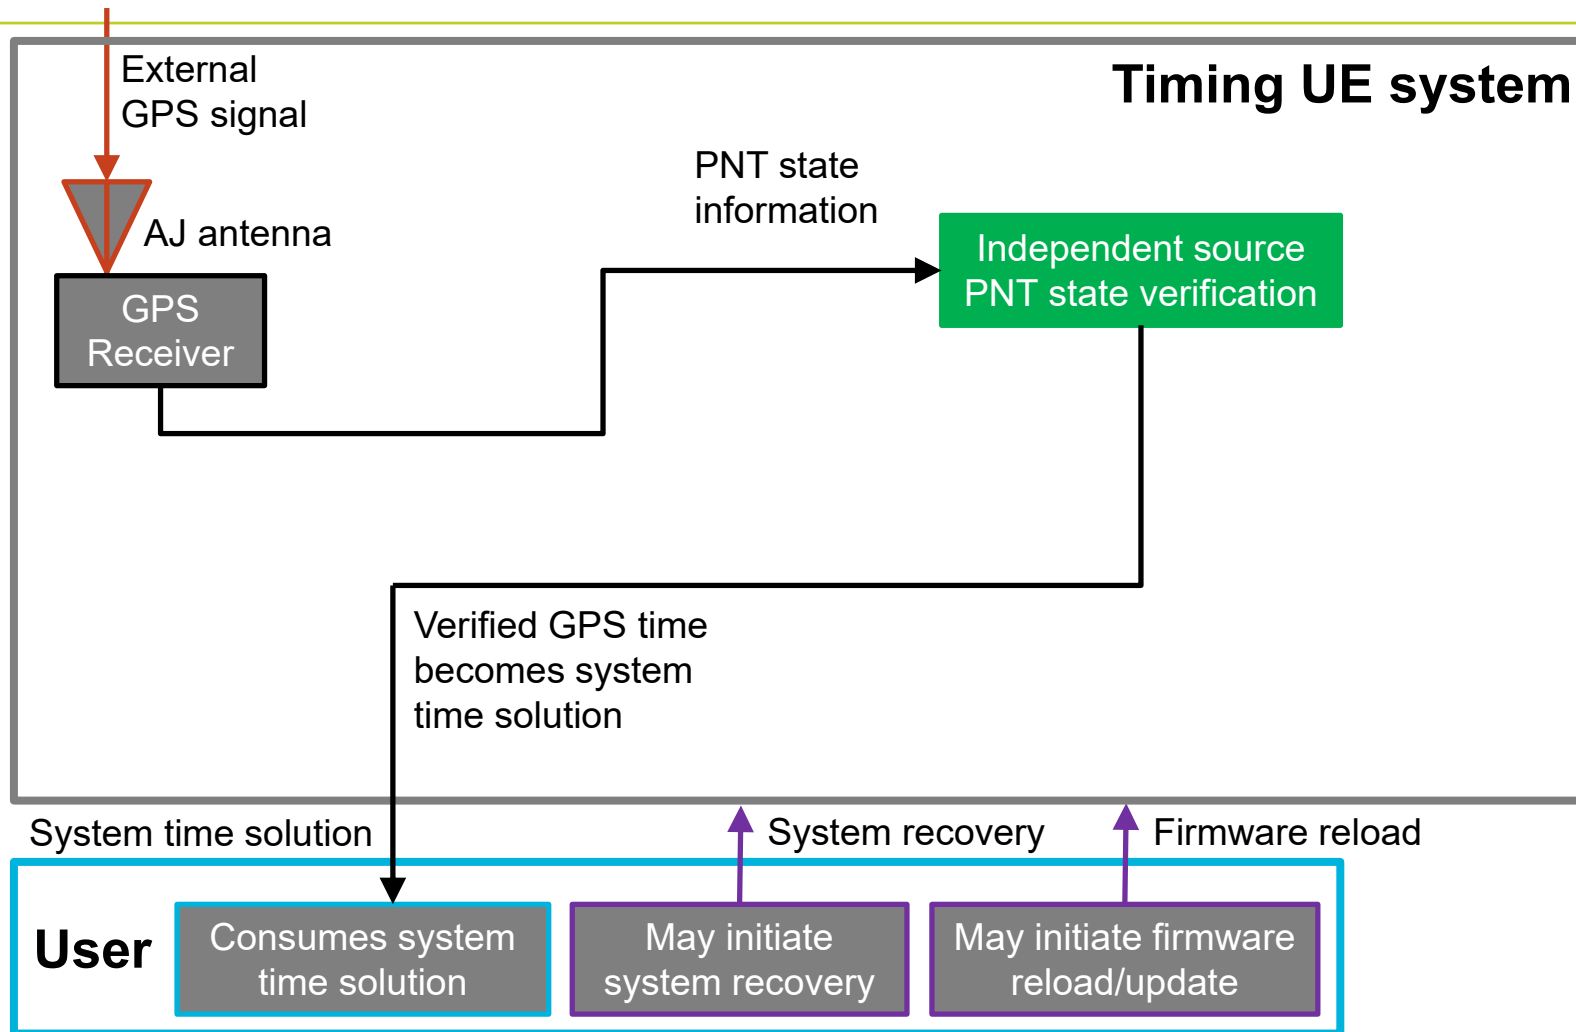 External
GPS signal
Timing UE system
PNT state
information
AJ antenna
Independent source
PNT state verification
GPS
Receiver
Verified GPS time
becomes system
time solution
System time solution
System recovery
Firmware reload
User
Consumes system
time solution
May initiate
system recovery
May initiate firmware
reload/update